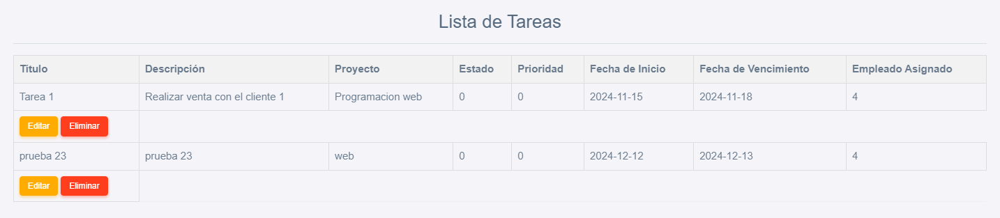 Lista de Tareas
Título Descripción Proyecto Estado Prioridad Fecha de Inicio Fecha de Vencimiento Empleado Asignado
Tarea 1 Realizar venta con el cliente 1 Programacion web 0 0 2024-11-15 2024-11-18 4
Editar Eliminar
prueba 23 prueba 23 web 0 0 2024-12-12 2024-12-13 4
Editar Eliminar